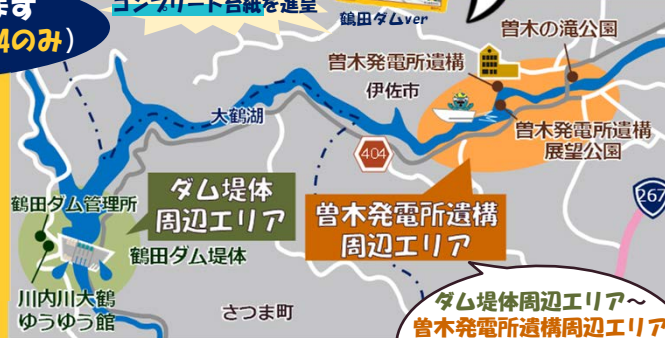 ます
4のみ)
コンプリート台紙を進呈
鶴田ダムver
曽木の滝公園
曽木発電所遺構
伊佐市
大鶴湖
曽木発電所遺構
展望公園
404
267
鶴田ダム管理所
ダム堤体
周辺エリア
曽木発電所遺構
周辺エリア
鶴田ダム堤体
川内川大鶴
ゆうゆう館
さつま町
ダム堤体周辺エリア～
曽木発電所遺構周辺エリア